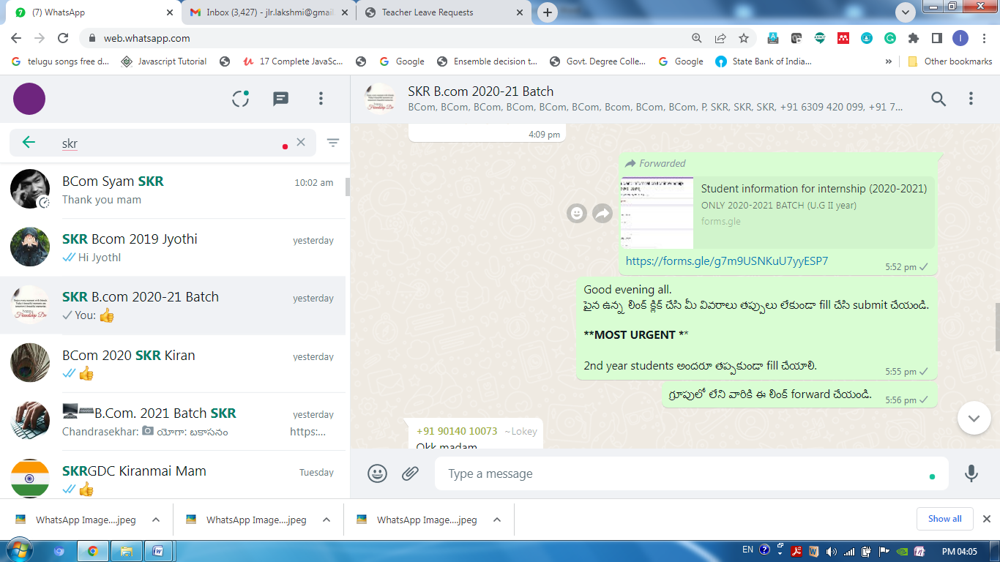 (7) WhatsApp
Inbox (3,427) - jlr.lakshmi@gmail.
Teacher Leave Requests
web.whatsapp.com
telugu songs free d...
Javascript Tutorial
17 Complete JavaSc...
Google
Ensemble decision t...
Govt. Degree Colle...
Google
State Bank of India...
»
Other bookmarks
skr
BCom Syam SKR
10:02 am
Thank you mam
SKR Bcom 2019 Jyothi
yesterday
Hi JyothI
SKR B.com 2020-21 Batch
yesterday
You: 👍
BCom 2020 SKR Kiran
yesterday
👍
B.Com. 2021 Batch SKR
yesterday
Chandrasekhar: యోగా: బకాసనం
https:...
SKRGDC Kiranmai Mam
Tuesday
👍
SKR B.com 2020-21 Batch
BCom, BCom, BCom, BCom, BCom, BCom, Bcom, BCom, BCom, P, SKR, SKR, SKR, +91 6309 420 099, +91 7...
4:09 pm
Forwarded
Student information for internship (2020-2021)
ONLY 2020-2021 BATCH (U.G II year)
forms.gle
https://forms.gle/g7m9USNKuU7yyESP7
5:52 pm
Good evening all.
పైన ఉన్న లింక్ క్లిక్ చేసి మీ వివరాలు తప్పులు లేకుండా fill చేసి submit చేయండి.
**MOST URGENT **
2nd year students అందరూ తప్పకుండా fill చేయాలి.
5:55 pm
గ్రూపులో లేని వారికి ఈ లింక్ forward చేయండి.
5:56 pm
+91 90140 10073 ~Lokey
Okk madam
Type a message
WhatsApp Image....jpeg
WhatsApp Image....jpeg
WhatsApp Image....jpeg
Show all
EN
PM 04:05